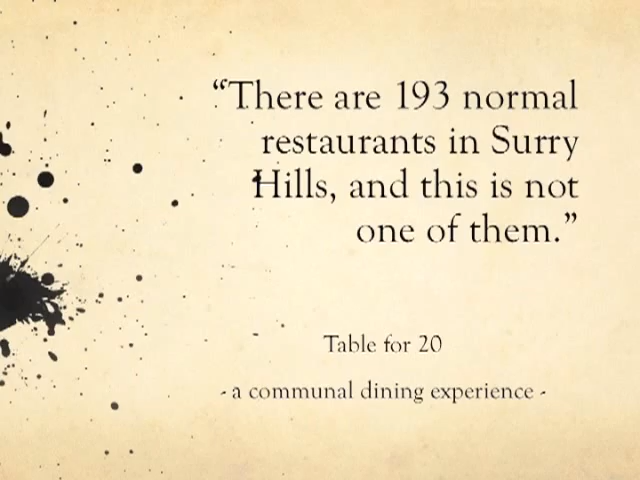 “There are 193 normal
restaurants in Surry
Hills, and this is not
one of them.”
Table for 20
- a communal dining experience -